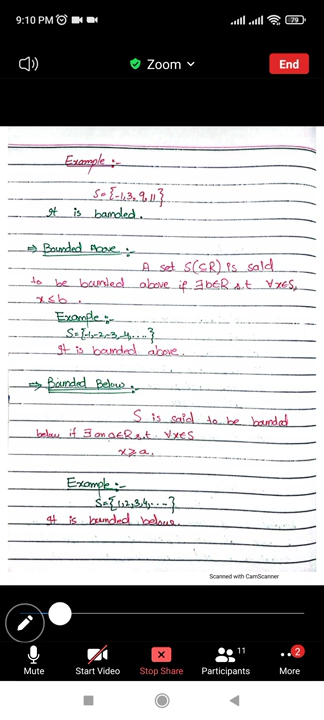 9:10 PM
79
Zoom
End
Example :-
S={-1,3,9,11}
It is bounded.
⇒ Bounded Above :-
A set S(⊆R) is said
to be bounded above if ∃b∈R s.t ∀x∈S,
x≤b.
Example :-
S={-1,-2,-3,-4,....}
It is bounded above.
⇒ Bounded Below :-
S is said to be bounded
below if ∃ an a∈R s.t. ∀x∈S
x≥a.
Example :-
S={1,2,3,4,....}
It is bounded below.
Scanned with CamScanner
Mute
Start Video
Stop Share
11
Participants
2
More